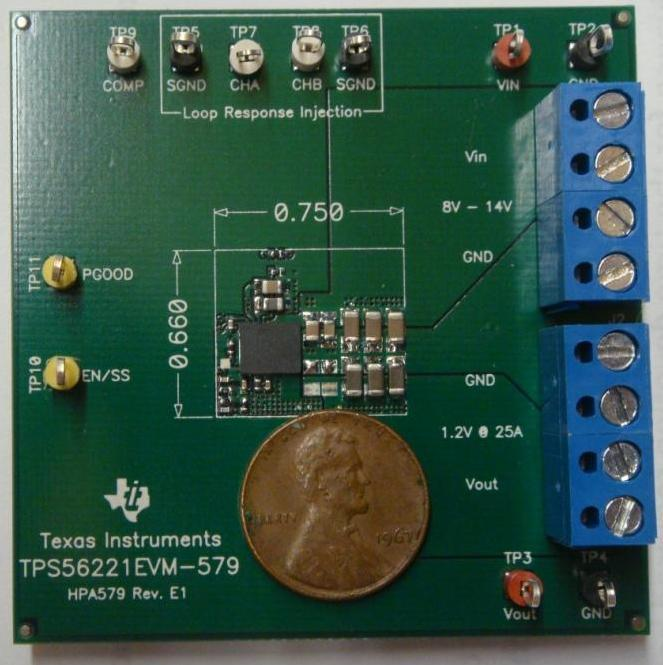 TP9
TP5
TP7
TP8
TP6
TP1
TP2
COMP
SGND
CHA
CHB
SGND
VIN
GND
Loop Response Injection
Vin
8V - 14V
GND
0.750
0.660
TP11
PGOOD
TP10
EN/SS
J2
GND
1.2V @ 25A
Vout
LIBERTY
Texas Instruments
TPS56221EVM-579
HPA579 Rev. E1
TP3
TP4
Vout
GND